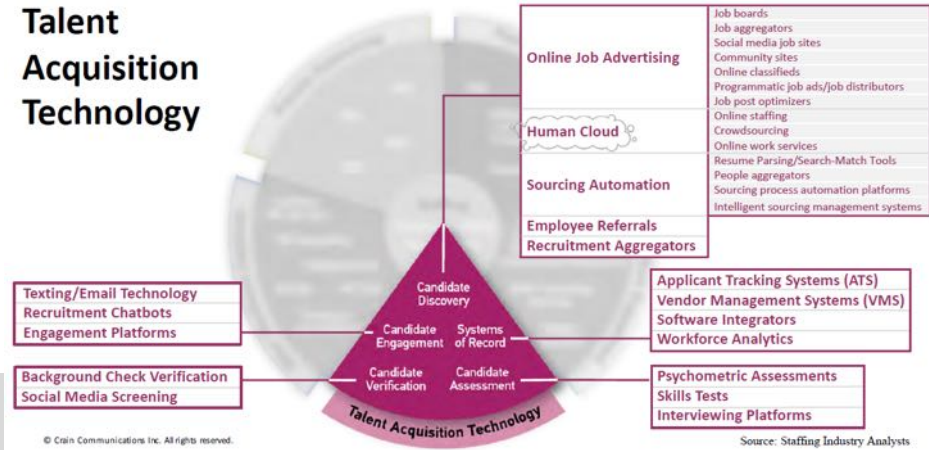 Talent
Acquisition
Technology
Online Job Advertising
Job boards
Job aggregators
Social media job sites
Community sites
Online classifieds
Programmatic job ads/job distributors
Job post optimizers
Human Cloud
Online staffing
Crowdsourcing
Online work services
Sourcing Automation
Resume Parsing/Search-Match Tools
People aggregators
Sourcing process automation platforms
Intelligent sourcing management systems
Employee Referrals
Recruitment Aggregators
Candidate
Discovery
Texting/Email Technology
Recruitment Chatbots
Engagement Platforms
Candidate
Engagement
Systems
of Record
Applicant Tracking Systems (ATS)
Vendor Management Systems (VMS)
Software Integrators
Workforce Analytics
Background Check Verification
Social Media Screening
Candidate
Verification
Candidate
Assessment
Psychometric Assessments
Skills Tests
Interviewing Platforms
Talent Acquisition Technology
© Crain Communications Inc. All rights reserved.
Source: Staffing Industry Analysts